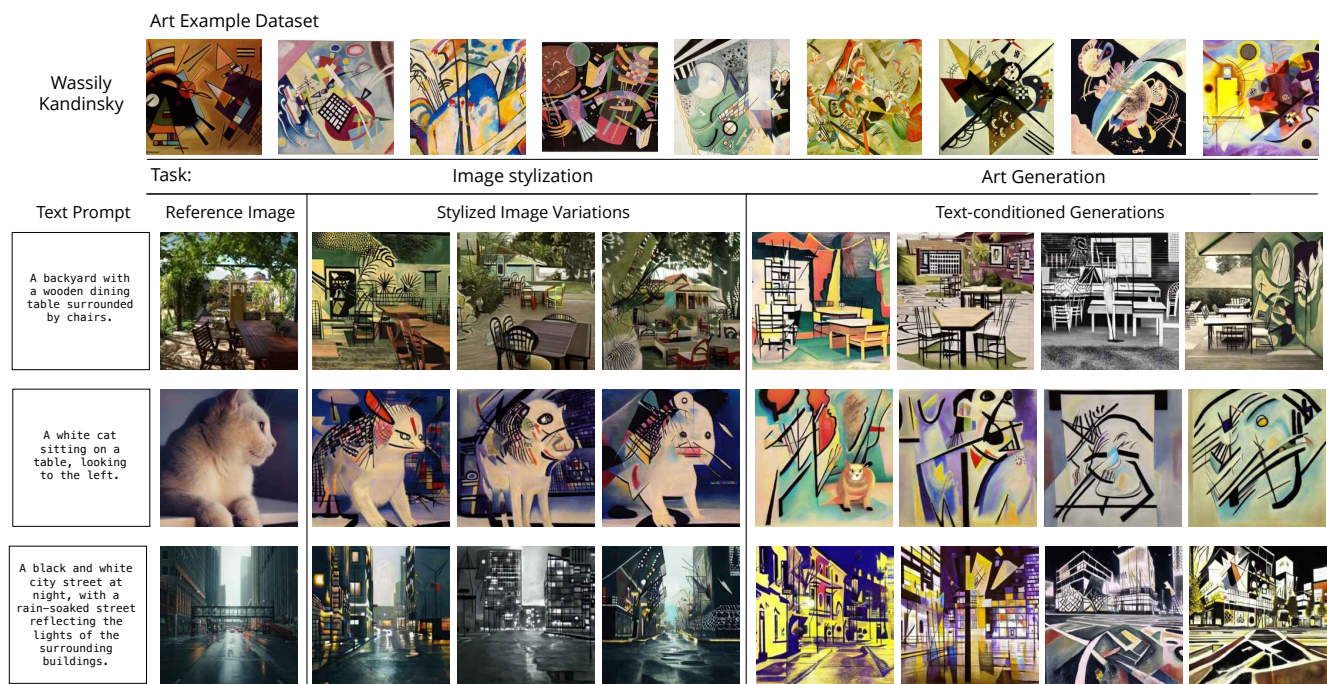 Art Example Dataset
Wassily
Kandinsky
Task:
Image stylization
Art Generation
Text Prompt
Reference Image
Stylized Image Variations
Text-conditioned Generations
A backyard with
a wooden dining
table surrounded
by chairs.
A white cat
sitting on a
table, looking
to the left.
A black and white
city street at
night, with a
rain-soaked street
reflecting the
lights of the
surrounding
buildings.